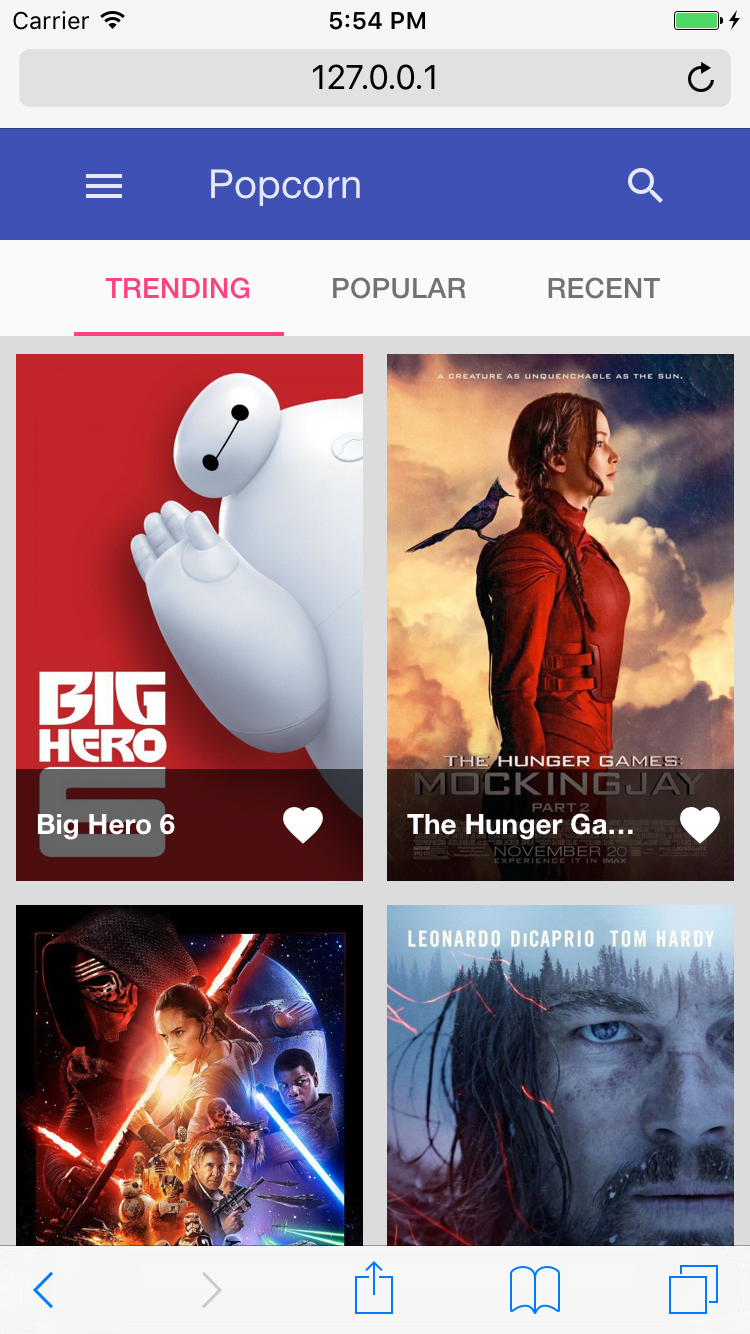 Carrier 5:54 PM
127.0.0.1
Popcorn
TRENDING POPULAR RECENT
BIG
HERO
6
Big Hero 6
A CREATURE AS UNQUENCHABLE AS THE SUN.
THE HUNGER GAMES:
MOCKINGJAY
PART 2
The Hunger Ga...
NOVEMBER 20
EXPERIENCE IT IN IMAX
LEONARDO DiCAPRIO TOM HARDY